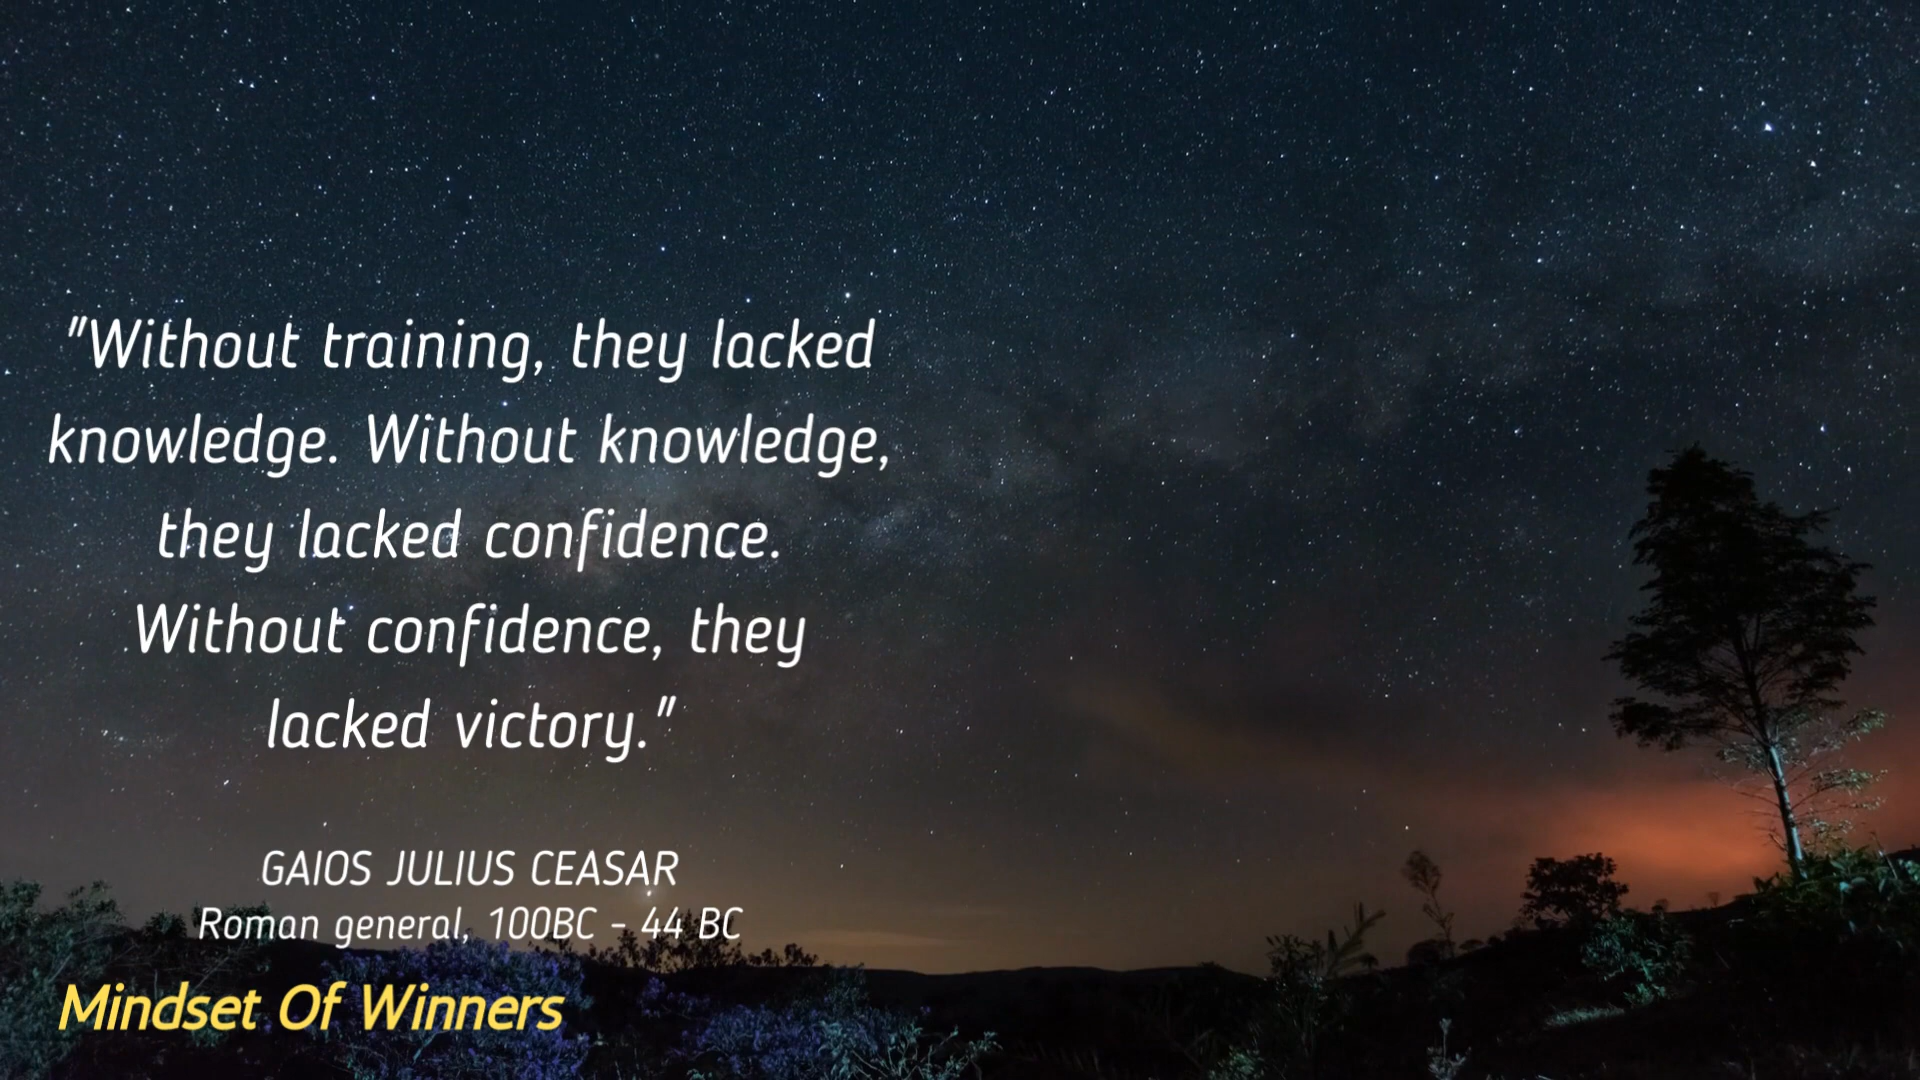 "Without training, they lacked
knowledge. Without knowledge,
they lacked confidence.
Without confidence, they
lacked victory."
GAIOS JULIUS CEASAR
Roman general, 100BC - 44 BC
Mindset Of Winners